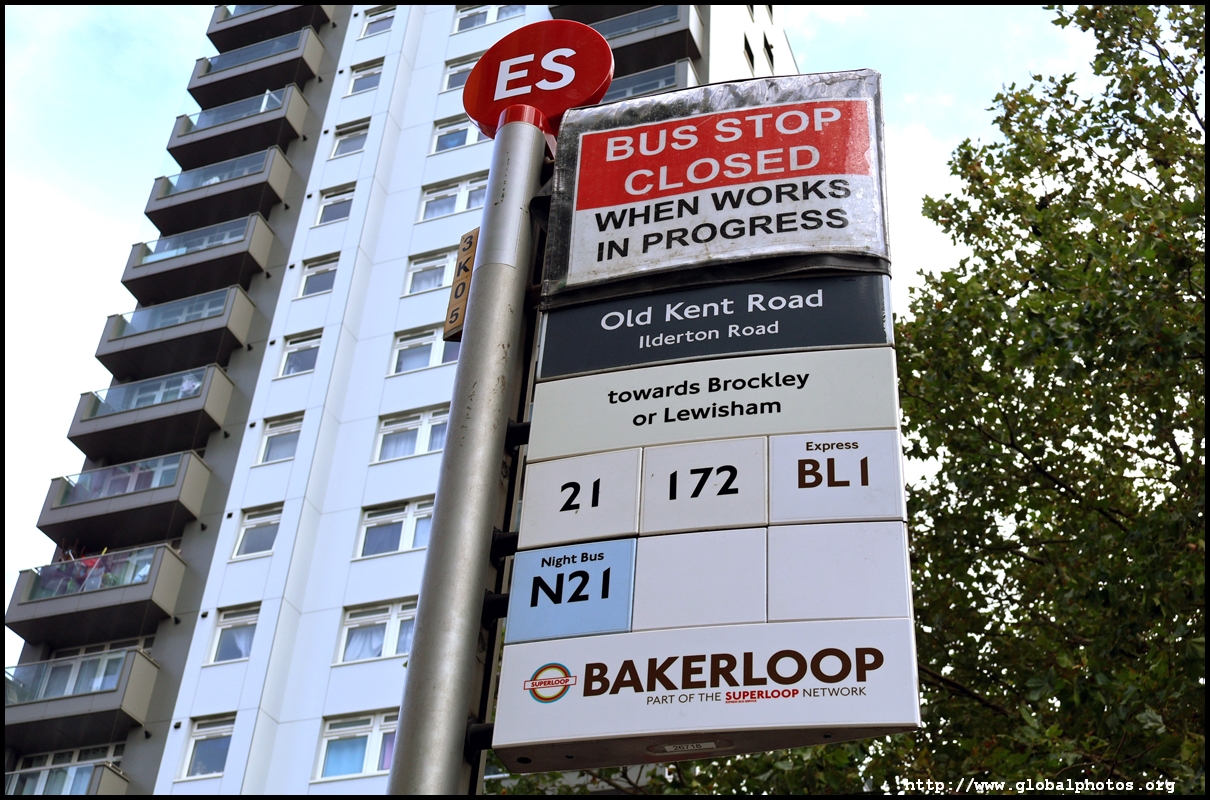 ES
BUS STOP
CLOSED
WHEN WORKS
IN PROGRESS
3K05
Old Kent Road
Ilderton Road
towards Brockley
or Lewisham
21
172
Express
BL1
Night Bus
N21
SUPERLOOP
BAKERLOOP
PART OF THE SUPERLOOP NETWORK
http://www.globalphotos.org